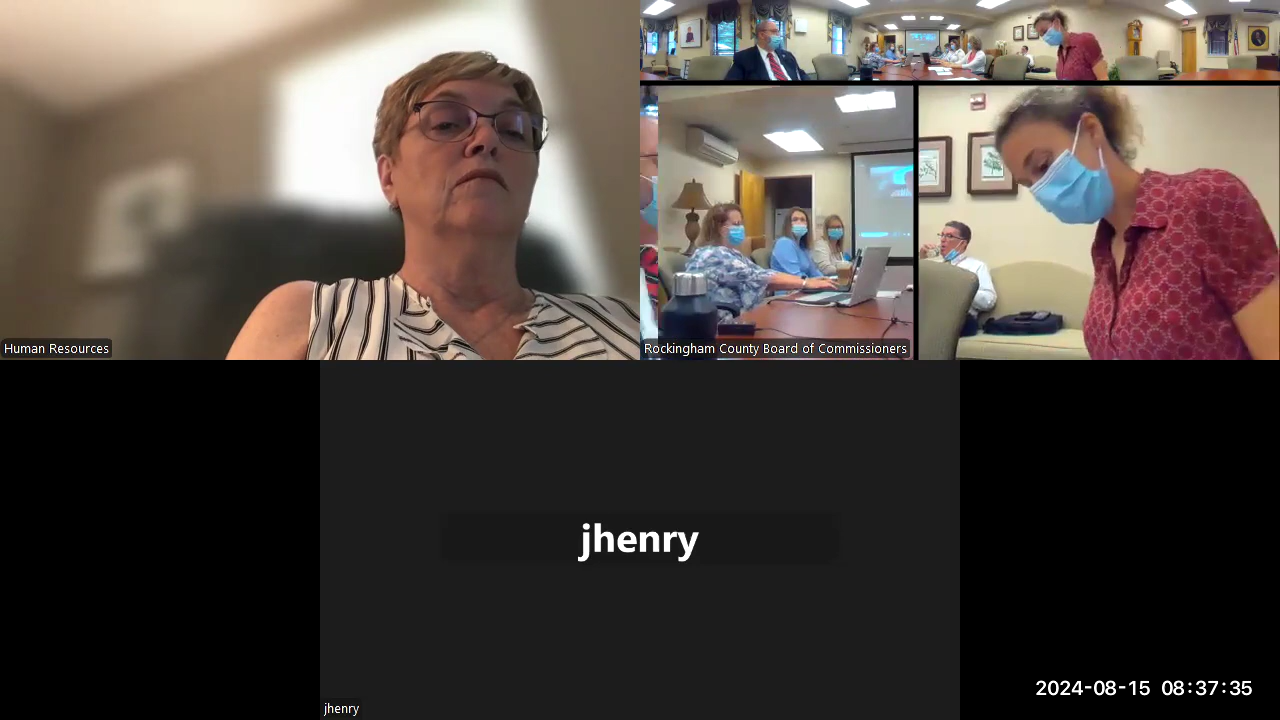 Human Resources
Rockingham County Board of Commissioners
jhenry
jhenry
2024-08-15 08:37:35